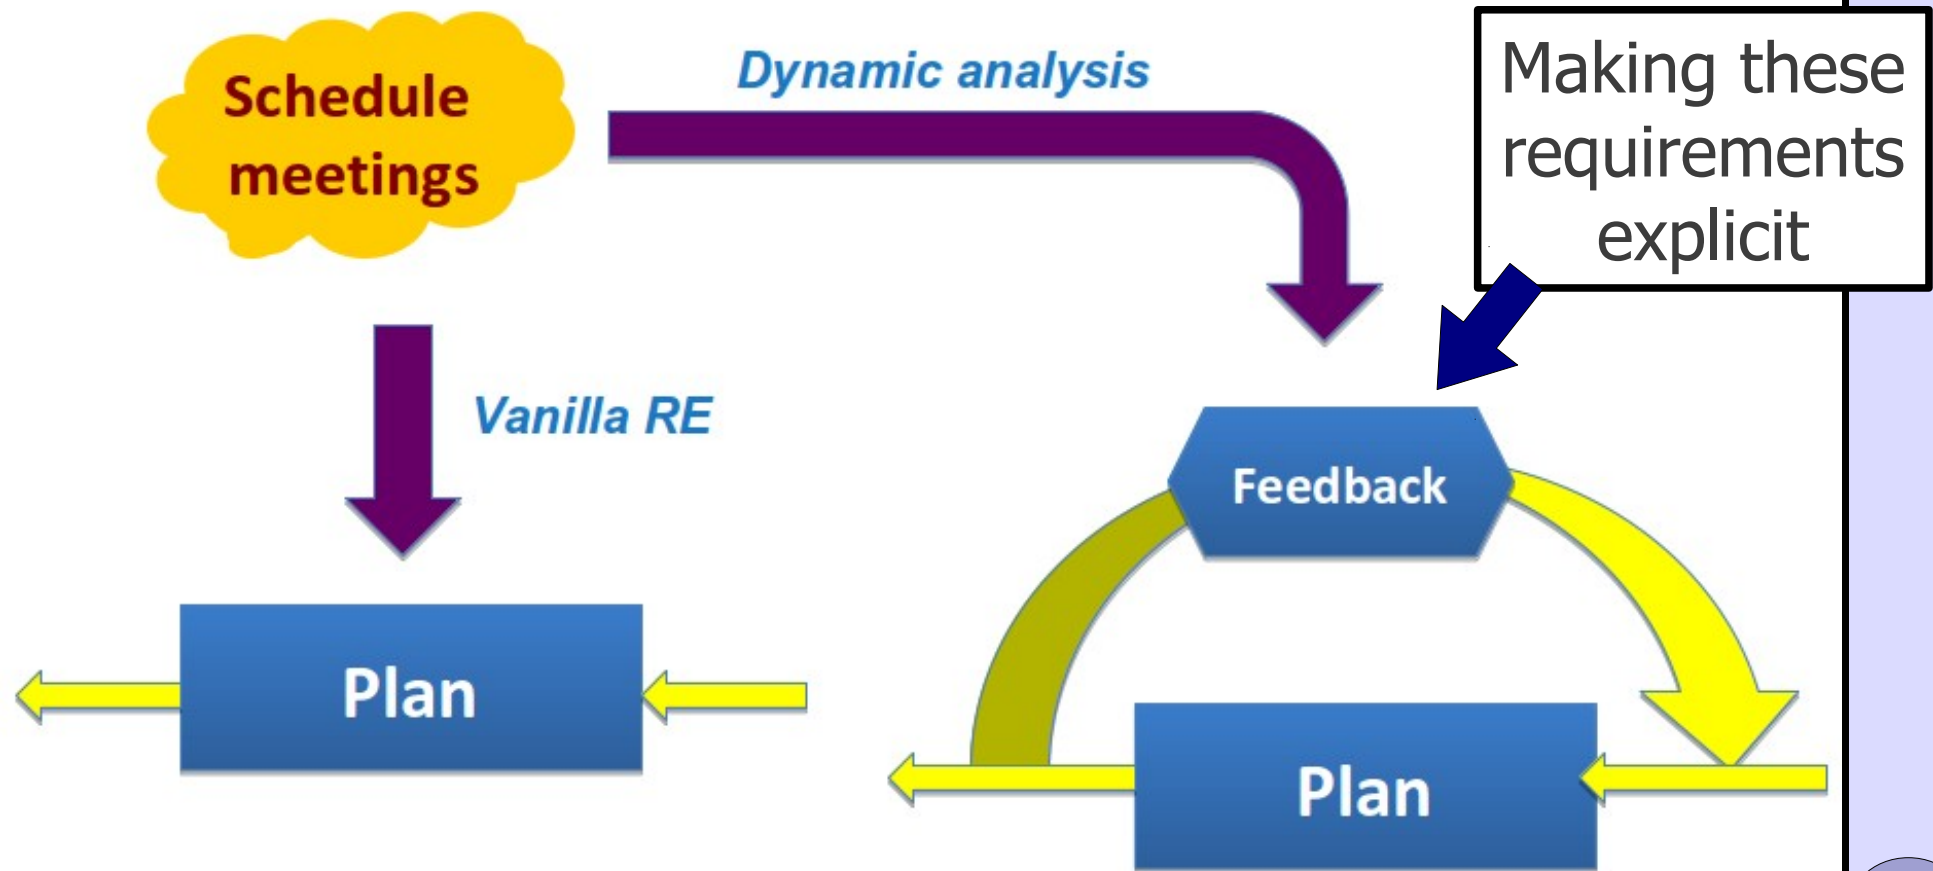 Schedule
meetings
Dynamic analysis
Making these
requirements
explicit
Vanilla RE
Feedback
Plan
Plan